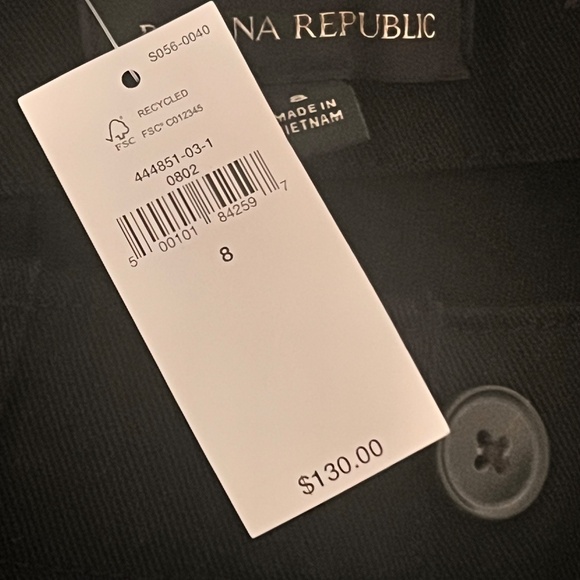 NA REPUBLIC
MADE IN
VIETNAM
S056-0040
RECYCLED
FSC® C012345
FSC
444851-03-1
0802
5 00101 84259 7
8
$130.00